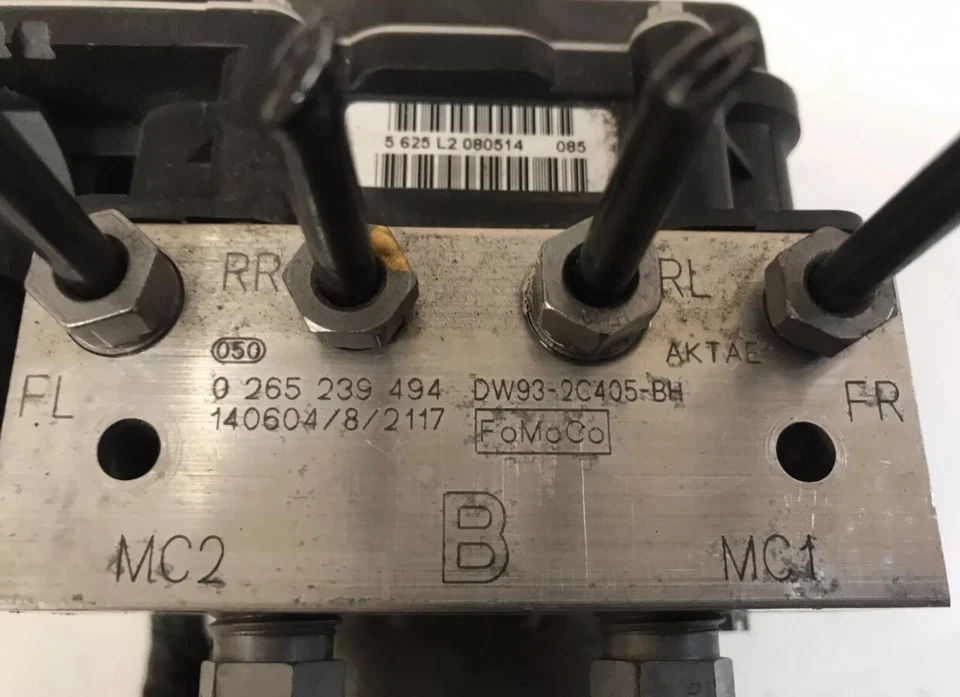 5 625 L2 080514 085
RR
RL
050
AKTAE
FL
0 265 239 494 DW93-2C405-BH
FR
140604/8/2117
FoMoCo
B
MC2
MC1